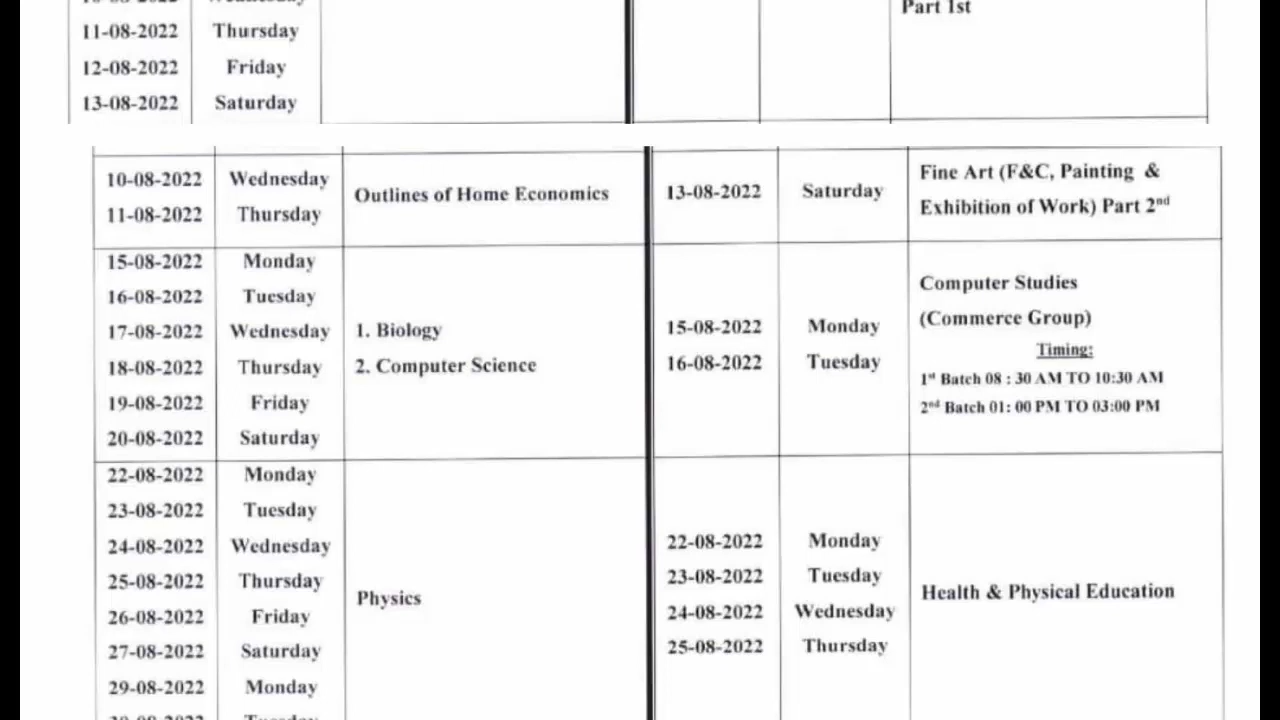 Wednesday
Part 1st
11-08-2022 Thursday
12-08-2022 Friday
13-08-2022 Saturday
10-08-2022 Wednesday
11-08-2022 Thursday
Outlines of Home Economics
13-08-2022 Saturday
Fine Art (F&C, Painting &
Exhibition of Work) Part 2nd
15-08-2022 Monday
16-08-2022 Tuesday
17-08-2022 Wednesday
18-08-2022 Thursday
19-08-2022 Friday
20-08-2022 Saturday
1. Biology
2. Computer Science
15-08-2022 Monday
16-08-2022 Tuesday
Computer Studies
(Commerce Group)
Timing:
1st Batch 08 : 30 AM TO 10:30 AM
2nd Batch 01: 00 PM TO 03:00 PM
22-08-2022 Monday
23-08-2022 Tuesday
24-08-2022 Wednesday
25-08-2022 Thursday
26-08-2022 Friday
27-08-2022 Saturday
29-08-2022 Monday
Physics
22-08-2022 Monday
23-08-2022 Tuesday
24-08-2022 Wednesday
25-08-2022 Thursday
Health & Physical Education